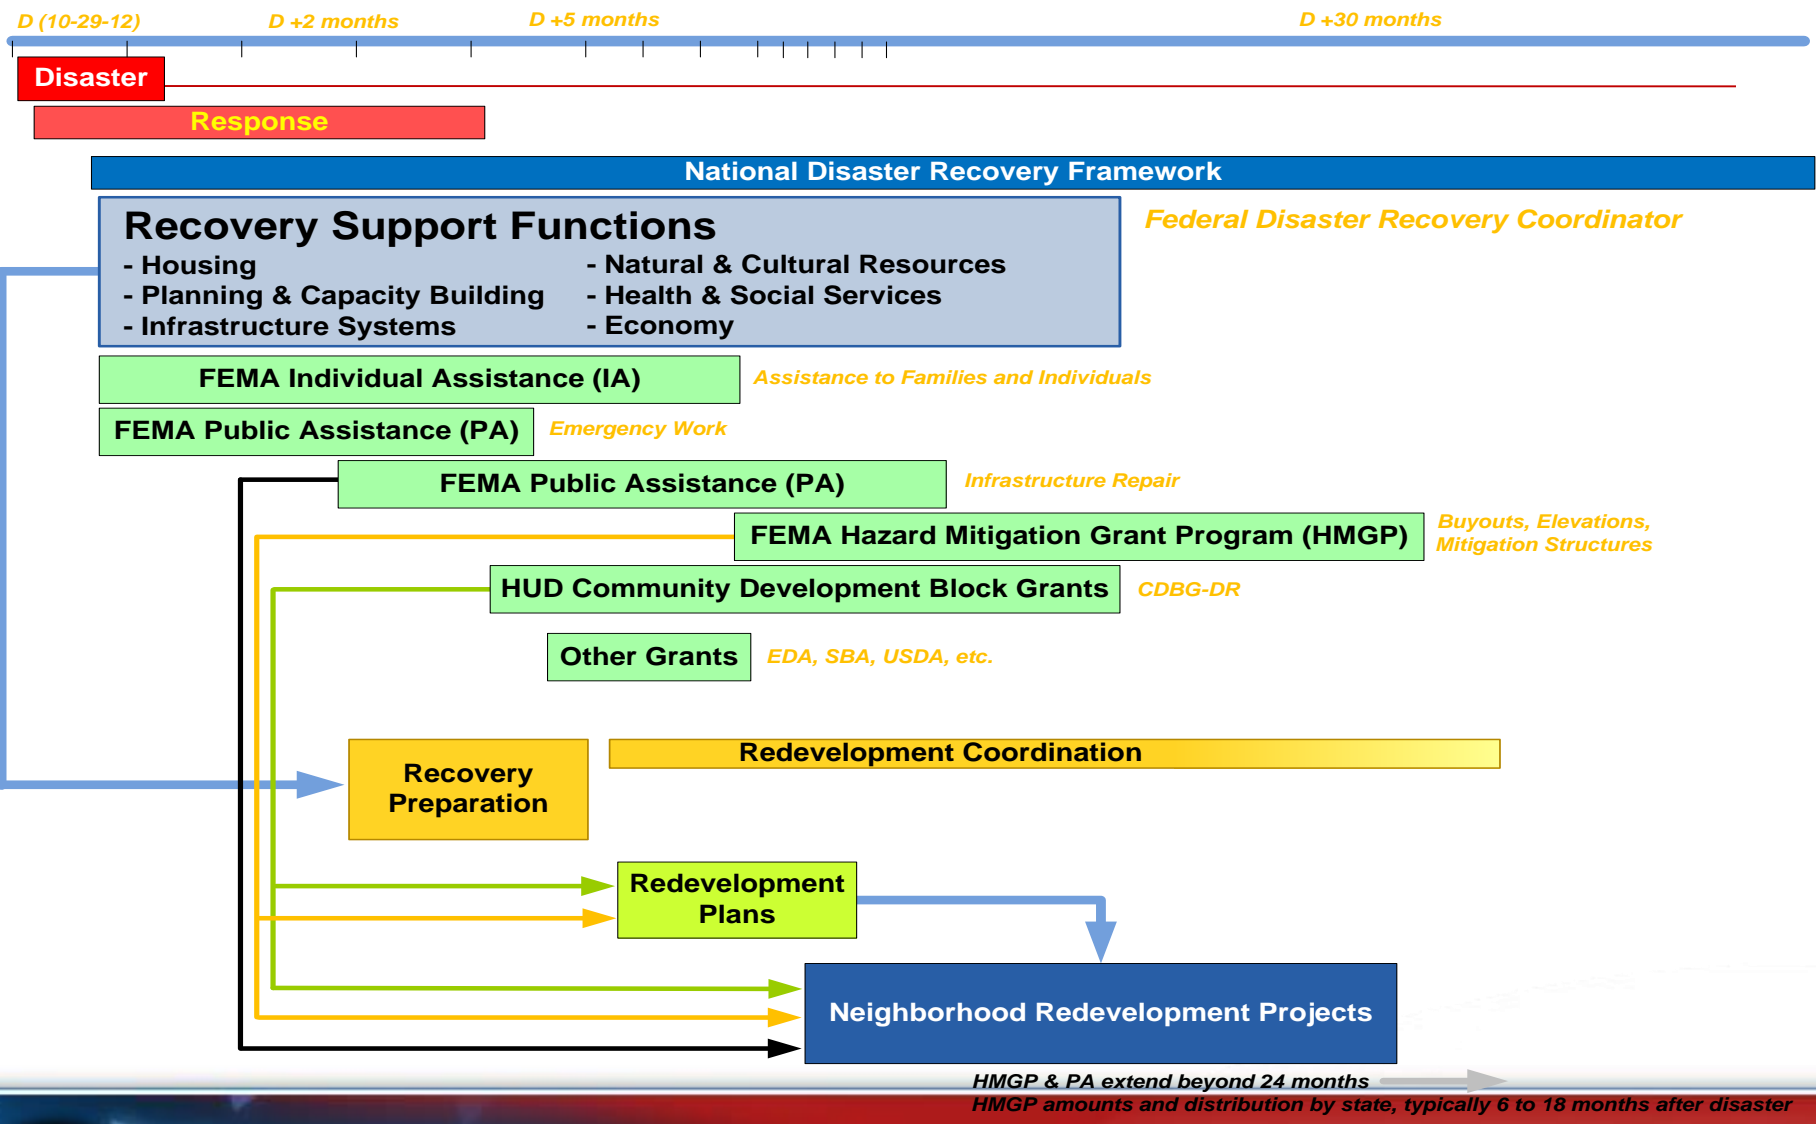 D (10-29-12) D +2 months D +5 months D +30 months
Disaster
Response
National Disaster Recovery Framework
Recovery Support Functions
- Housing
- Planning & Capacity Building
- Infrastructure Systems
- Natural & Cultural Resources
- Health & Social Services
- Economy
Federal Disaster Recovery Coordinator
FEMA Individual Assistance (IA)
Assistance to Families and Individuals
FEMA Public Assistance (PA)
Emergency Work
FEMA Public Assistance (PA)
Infrastructure Repair
FEMA Hazard Mitigation Grant Program (HMGP)
Buyouts, Elevations,
Mitigation Structures
HUD Community Development Block Grants
CDBG-DR
Other Grants
EDA, SBA, USDA, etc.
Redevelopment Coordination
Recovery
Preparation
Redevelopment
Plans
Neighborhood Redevelopment Projects
HMGP & PA extend beyond 24 months
HMGP amounts and distribution by state, typically 6 to 18 months after disaster